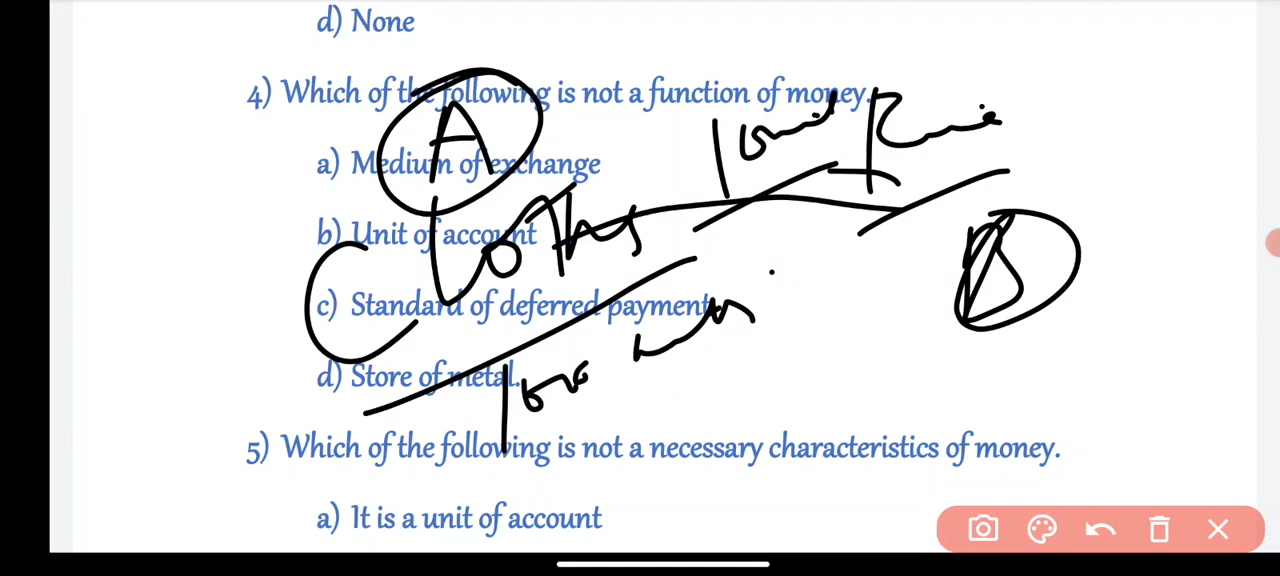 d) None
4) Which of the following is not a function of money.
A
a) Medium of exchange
b) Unit of account
B
C
c) Standard of deferred payment
d) Store of metal.
5) Which of the following is not a necessary characteristics of money.
a) It is a unit of account